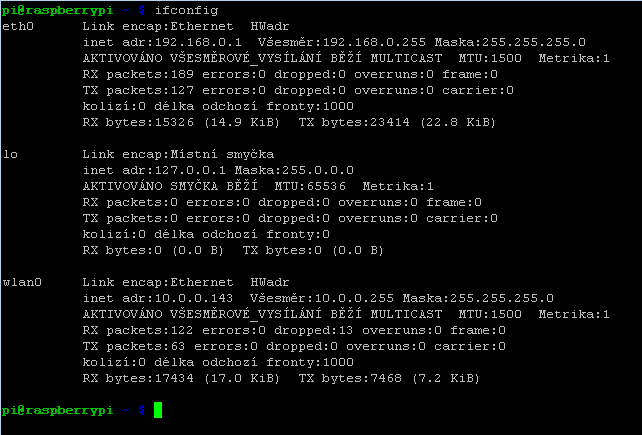 pi@raspberrypi ~ $ ifconfig
eth0 Link encap:Ethernet HWadr
inet adr:192.168.0.1 Všesměr:192.168.0.255 Maska:255.255.255.0
AKTIVOVÁNO VŠESMĚROVÉ_VYSÍLÁNÍ BĚŽÍ MULTICAST MTU:1500 Metrika:1
RX packets:189 errors:0 dropped:0 overruns:0 frame:0
TX packets:127 errors:0 dropped:0 overruns:0 carrier:0
kolizí:0 délka odchozí fronty:1000
RX bytes:15326 (14.9 KiB) TX bytes:23414 (22.8 KiB)
lo Link encap:Místní smyčka
inet adr:127.0.0.1 Maska:255.0.0.0
AKTIVOVÁNO SMYČKA BĚŽÍ MTU:65536 Metrika:1
RX packets:0 errors:0 dropped:0 overruns:0 frame:0
TX packets:0 errors:0 dropped:0 overruns:0 carrier:0
kolizí:0 délka odchozí fronty:0
RX bytes:0 (0.0 B) TX bytes:0 (0.0 B)
wlan0 Link encap:Ethernet HWadr
inet adr:10.0.0.143 Všesměr:10.0.0.255 Maska:255.255.255.0
AKTIVOVÁNO VŠESMĚROVÉ_VYSÍLÁNÍ BĚŽÍ MULTICAST MTU:1500 Metrika:1
RX packets:122 errors:0 dropped:13 overruns:0 frame:0
TX packets:63 errors:0 dropped:0 overruns:0 carrier:0
kolizí:0 délka odchozí fronty:1000
RX bytes:17434 (17.0 KiB) TX bytes:7468 (7.2 KiB)
pi@raspberrypi ~ $